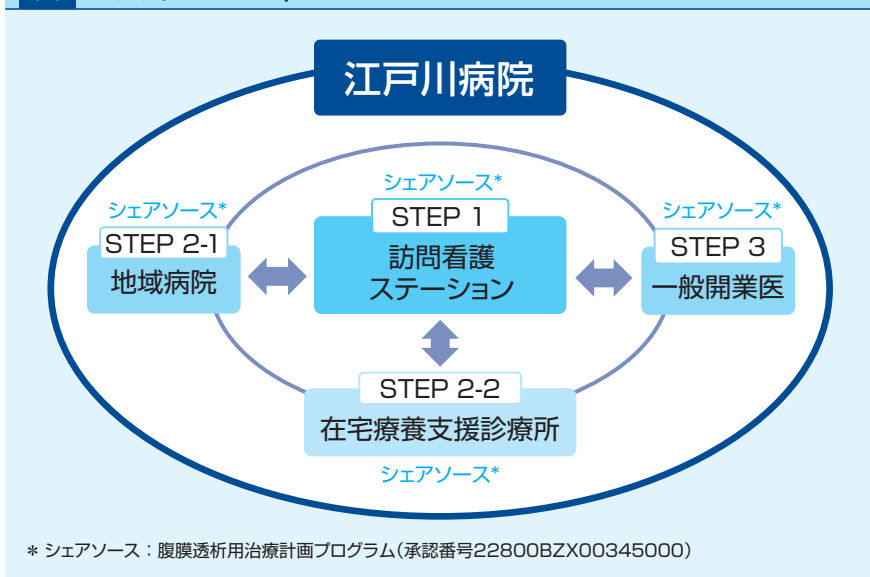 江戸川病院
シェアソース*
STEP 1
訪問看護
ステーション
シェアソース*
STEP 2-1
地域病院
シェアソース*
STEP 3
一般開業医
STEP 2-2
在宅療養支援診療所
シェアソース*
* シェアソース：腹膜透析用治療計画プログラム（承認番号22800BZX00345000）